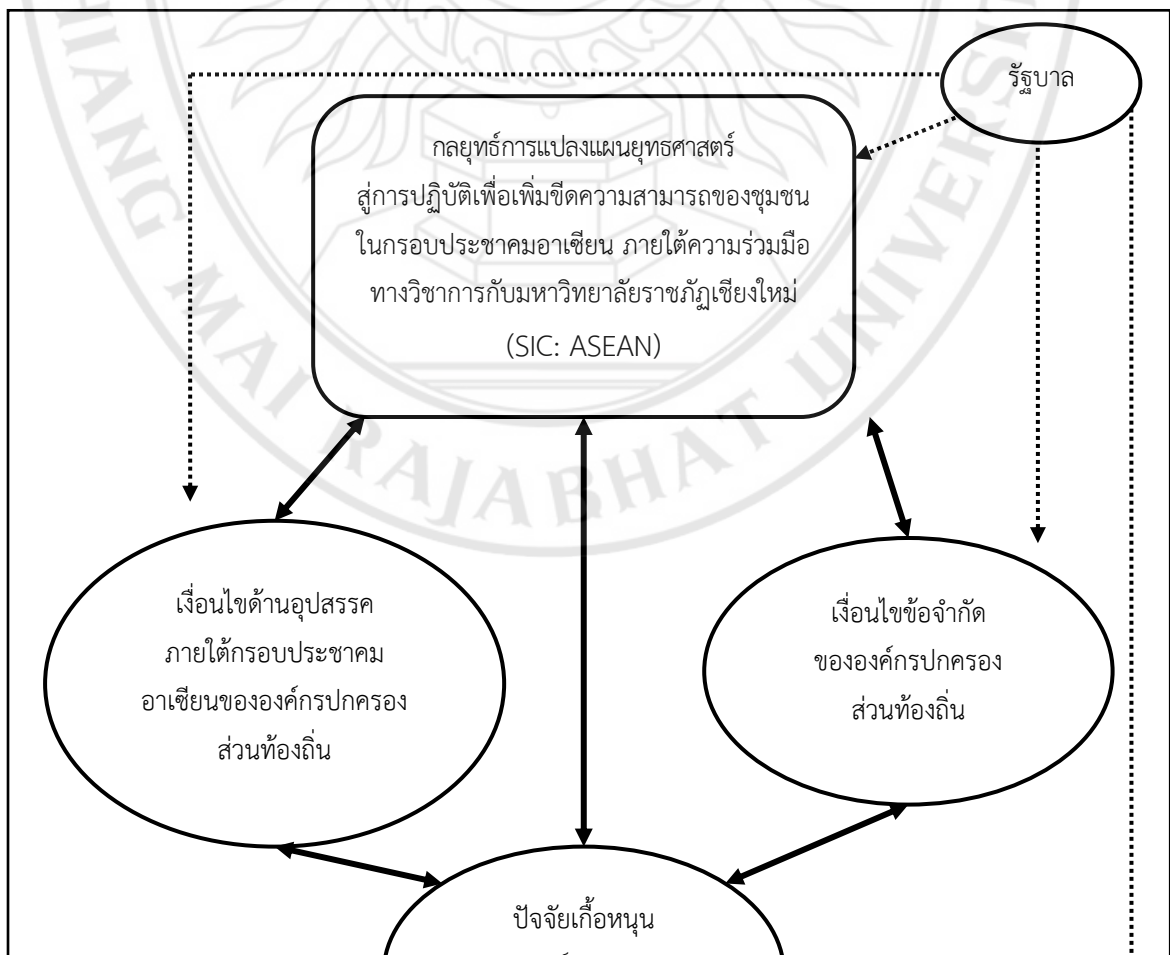 รัฐบาล
กลยุทธ์การแปลงแผนยุทธศาสตร์
สู่การปฏิบัติเพื่อเพิ่มขีดความสามารถของชุมชน
ในกรอบประชาคมอาเซียน ภายใต้ความร่วมมือ
ทางวิชาการกับมหาวิทยาลัยราชภัฏเชียงใหม่
(SIC: ASEAN)
เงื่อนไขด้านอุปสรรค
ภายใต้กรอบประชาคม
อาเซียนขององค์กรปกครอง
ส่วนท้องถิ่น
เงื่อนไขข้อจำกัด
ขององค์กรปกครอง
ส่วนท้องถิ่น
ปัจจัยเกื้อหนุน
HIANG MAI RAJABHAT UNIVERSI